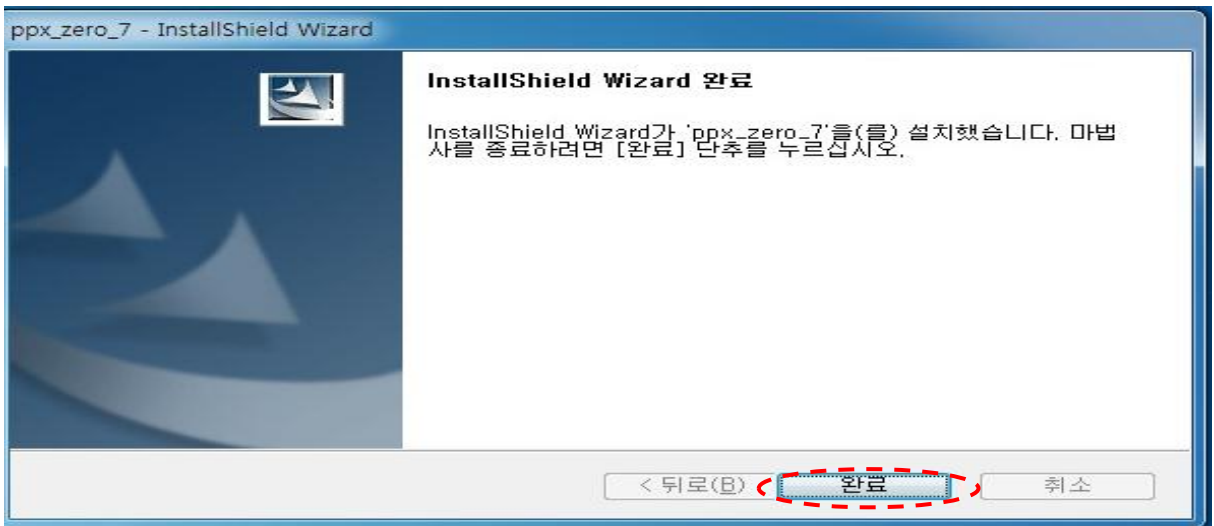 ppx_zero_7 - InstallShield Wizard
InstallShield Wizard 완료
InstallShield Wizard가 'ppx_zero_7'을(를) 설치했습니다. 마법
사를 종료하려면 [완료] 단추를 누르십시오.
< 뒤로(B) 완료 취소